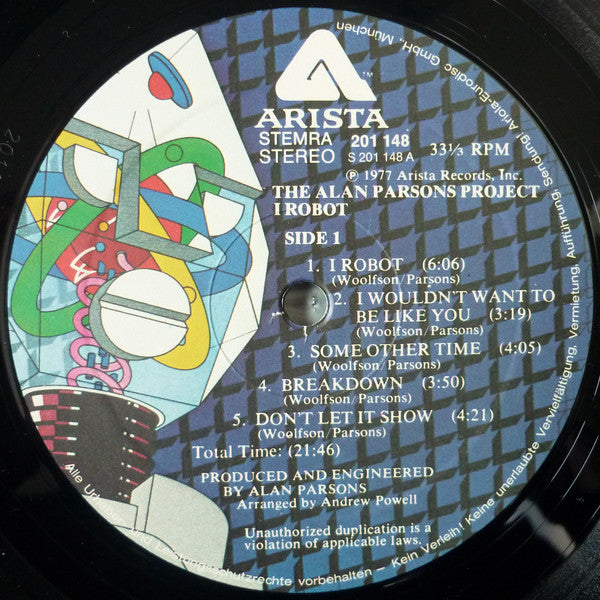 ARISTA
™
STEMRA 201 148
STEREO S 201 148 A 33⅓ RPM
℗ 1977 Arista Records, Inc.
THE ALAN PARSONS PROJECT
I ROBOT
SIDE 1
1. I ROBOT (6:06)
(Woolfson/Parsons)
2. I WOULDN'T WANT TO
BE LIKE YOU (3:19)
(Woolfson/Parsons)
3. SOME OTHER TIME (4:05)
(Woolfson/Parsons)
4. BREAKDOWN (3:50)
(Woolfson/Parsons)
5. DON'T LET IT SHOW (4:21)
(Woolfson/Parsons)
Total Time: (21:46)
PRODUCED AND ENGINEERED
BY ALAN PARSONS
Arranged by Andrew Powell
Unauthorized duplication is a
violation of applicable laws.
Alle und Leistungsschutzrechte vorbehalten – Kein Verleih! Keine unerlaubte Vervielfältigung, Vermietung, Aufführung, Sendung! Ariola-Eurodisc GmbH, München